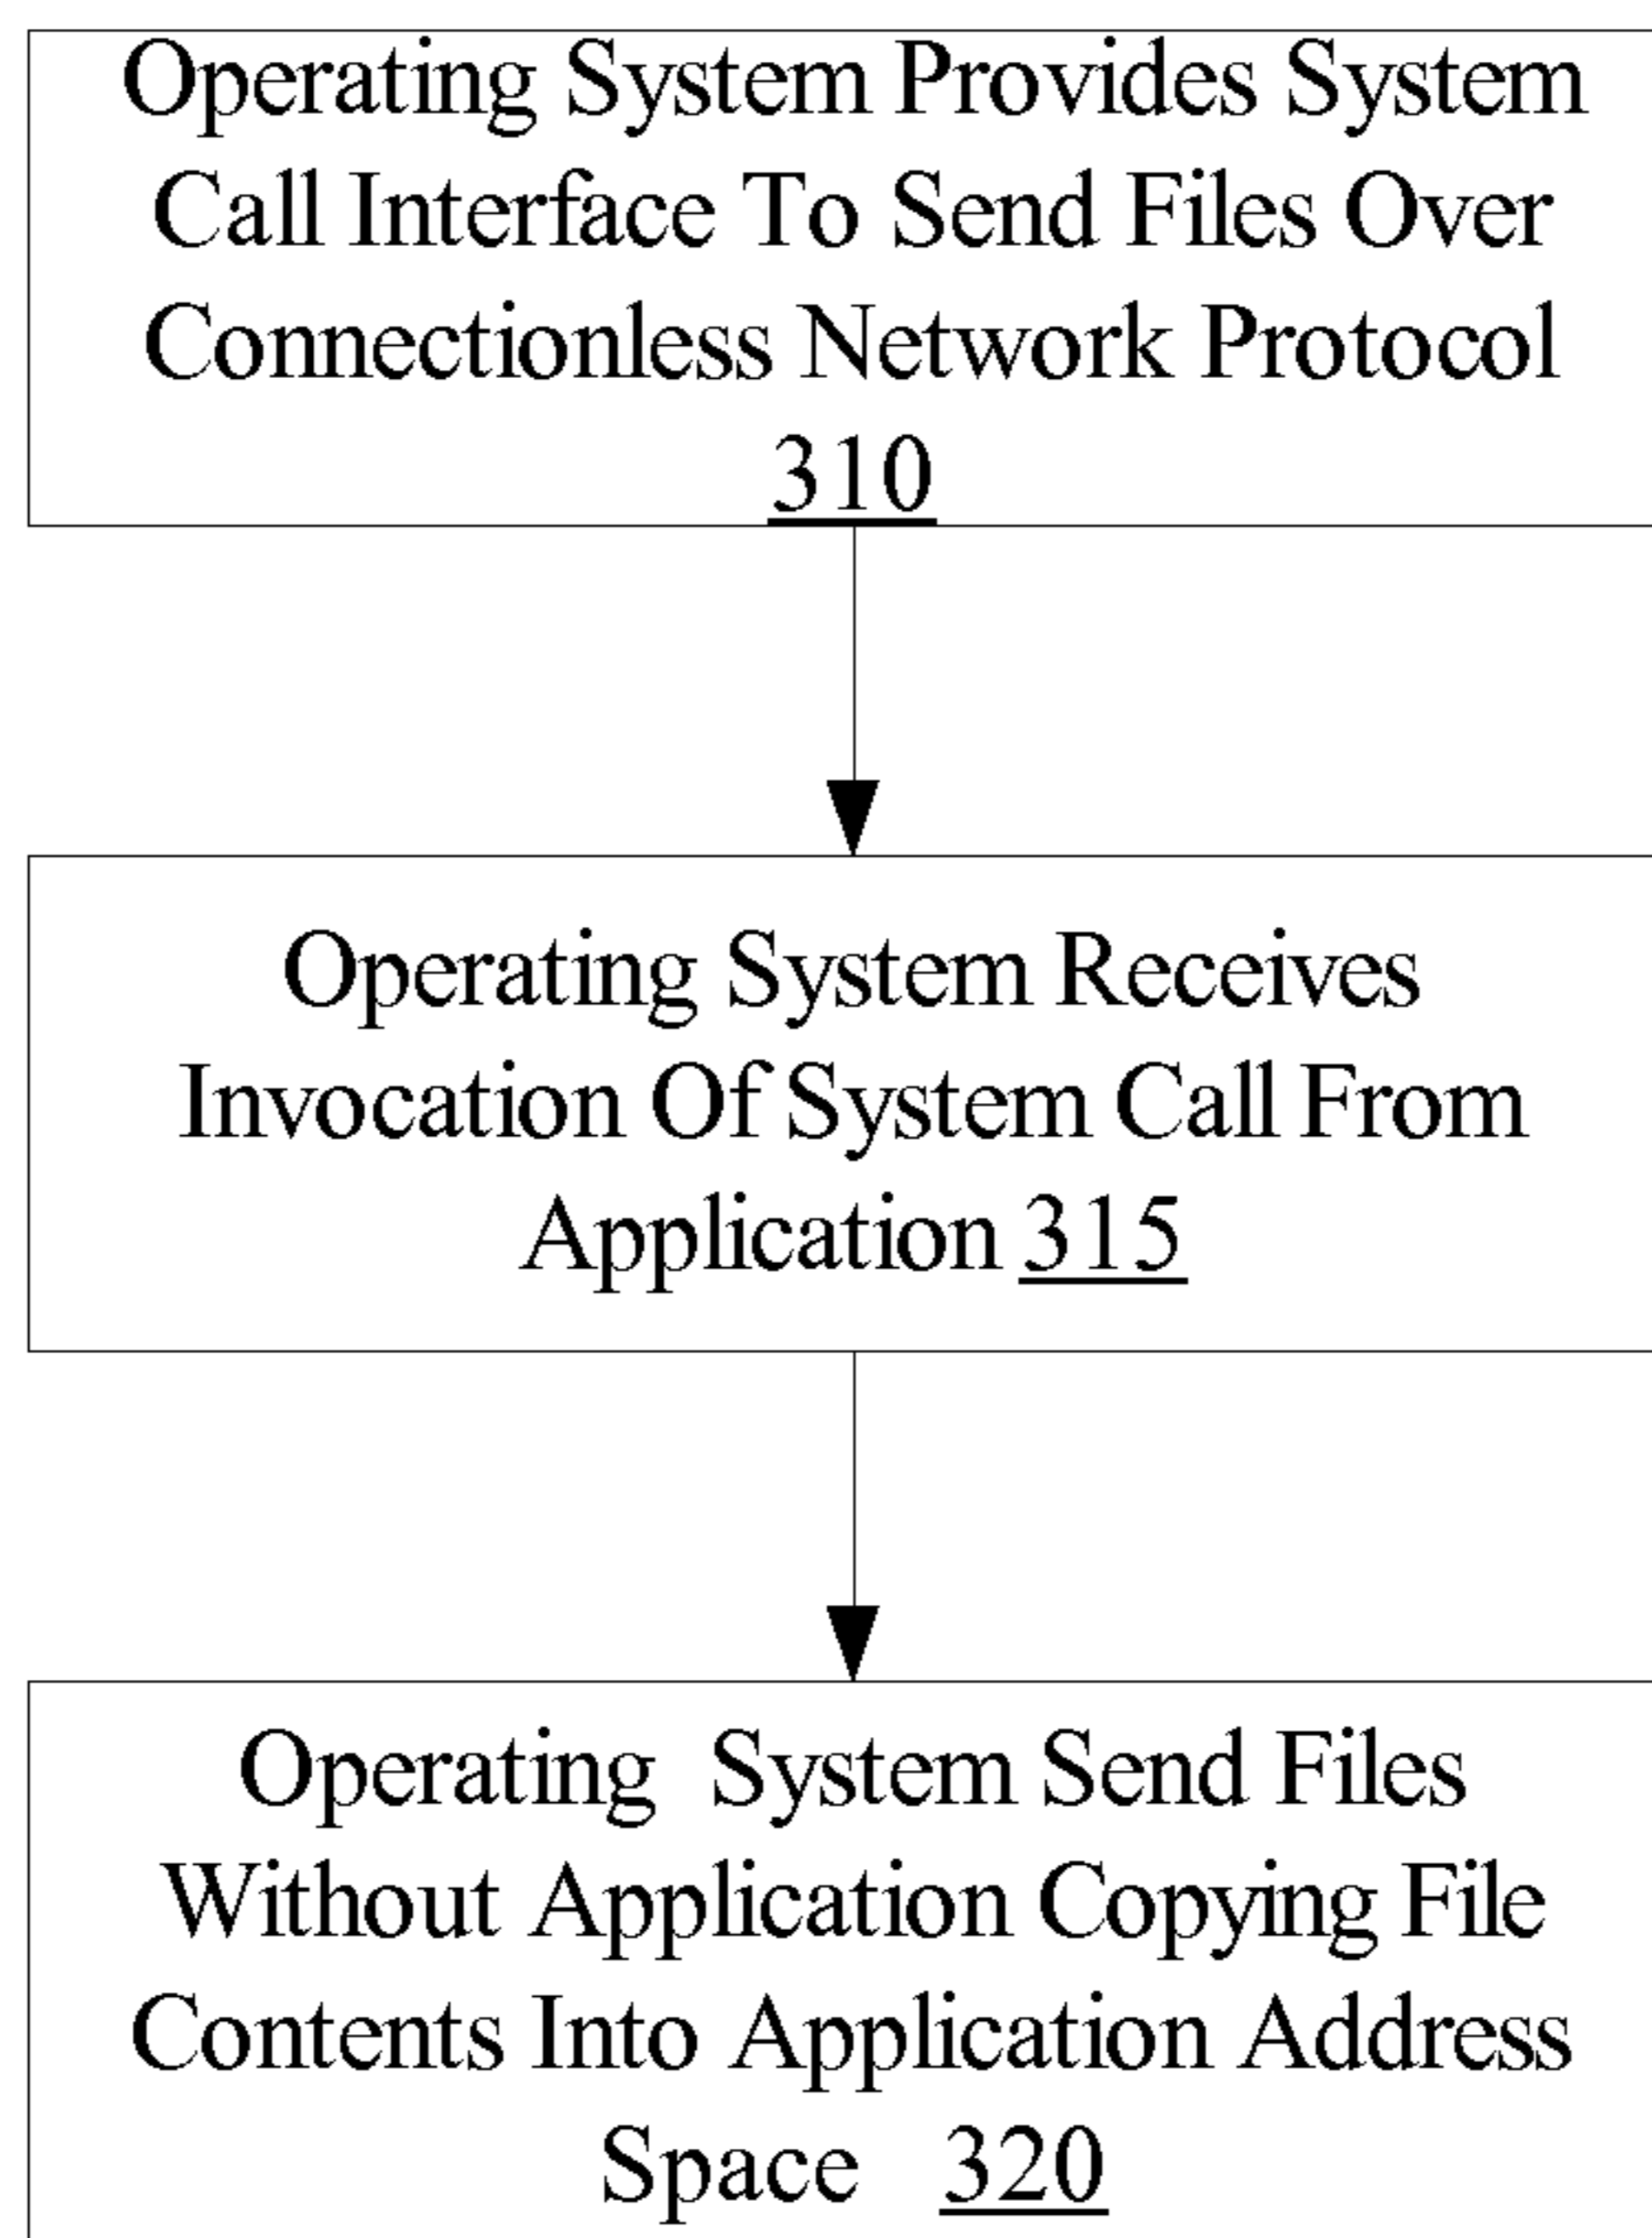 Operating System Provides System
Call Interface To Send Files Over
Connectionless Network Protocol
310
Operating System Receives
Invocation Of System Call From
Application 315
Operating System Send Files
Without Application Copying File
Contents Into Application Address
Space 320